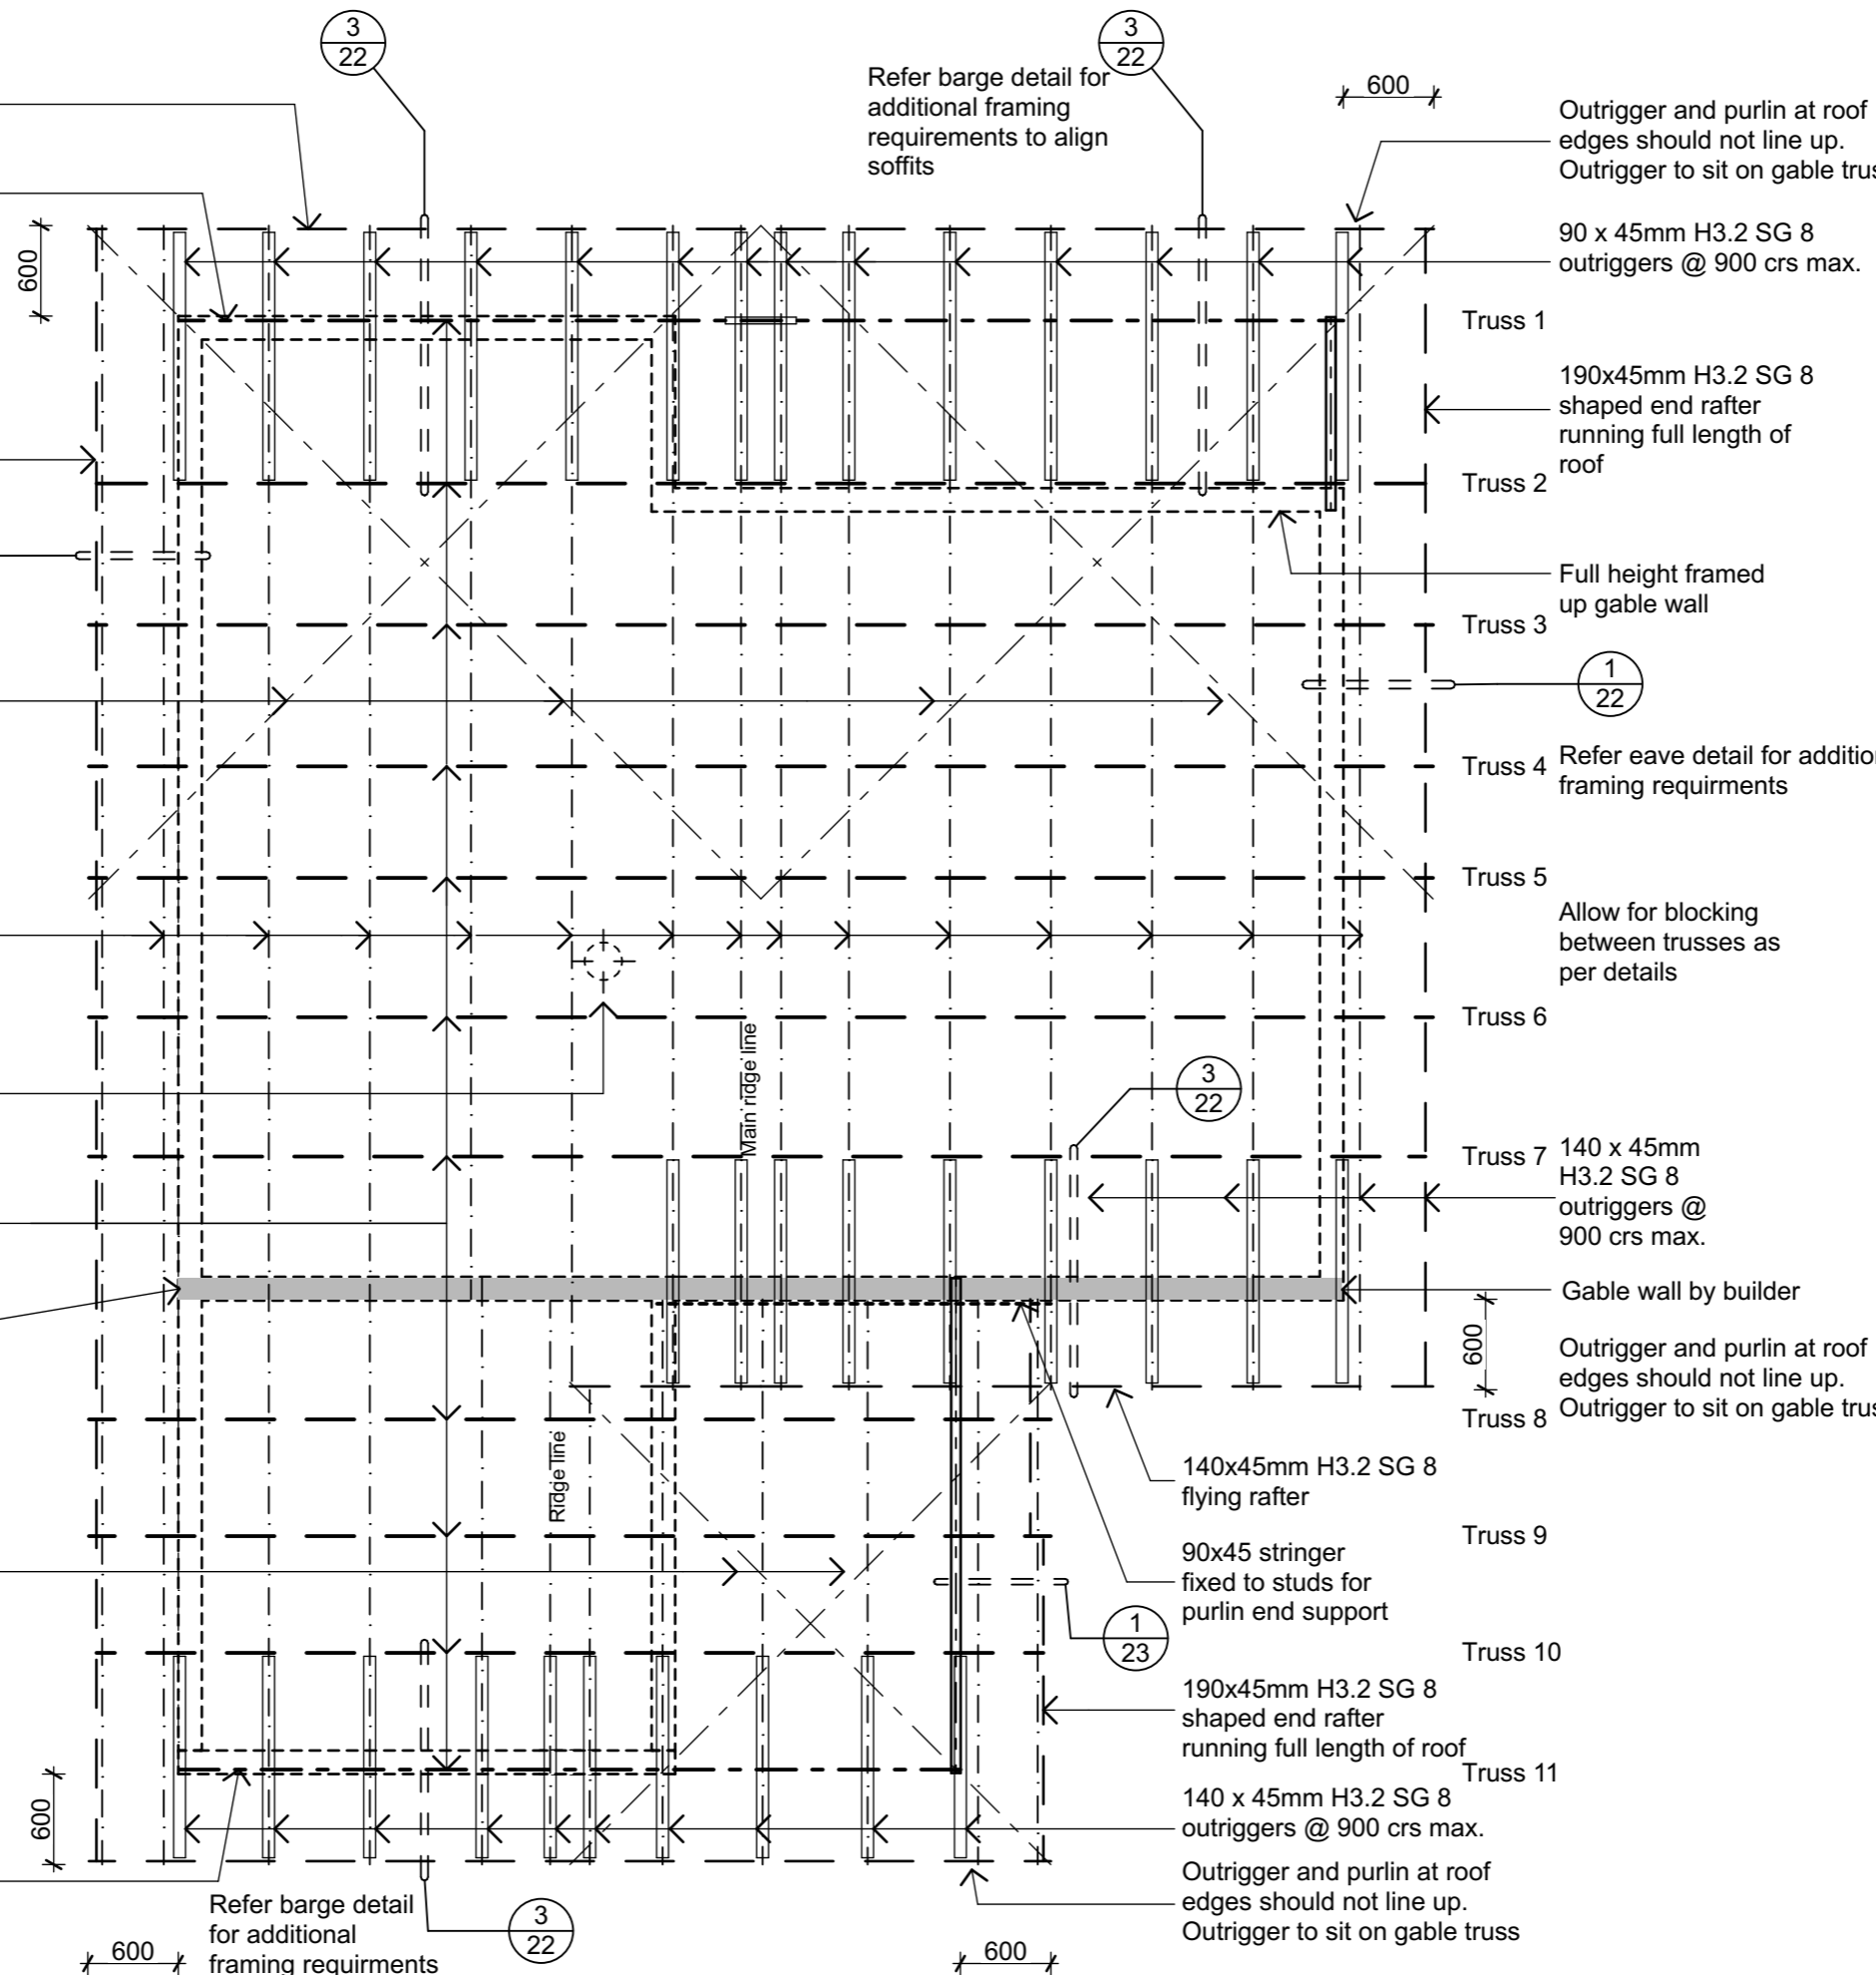 3
22
3
22
Refer barge detail for
additional framing
requirements to align
soffits
600
Outrigger and purlin at roof
edges should not line up.
Outrigger to sit on gable
600
90 x 45mm H3.2 SG 8
outriggers @ 900 crs max.
Truss 1
190x45mm H3.2 SG 8
shaped end rafter
running full length of
roof
Truss 2
Full height framed
up gable wall
Truss 3
1
22
Truss 4
Refer eave detail for
framing requirments
Truss 5
Allow for blocking
between trusses as
per details
Truss 6
Main ridge line
3
22
Truss 7
140 x 45mm
H3.2 SG 8
outriggers @
900 crs max.
Gable wall by builder
600
Outrigger and purlin at roof
edges should not line up.
Outrigger to sit on gable
Truss 8
Ridge line
140x45mm H3.2 SG 8
flying rafter
Truss 9
90x45 stringer
fixed to studs for
purlin end support
1
23
Truss 10
190x45mm H3.2 SG 8
shaped end rafter
running full length of roof
Truss 11
600
140 x 45mm H3.2 SG 8
outriggers @ 900 crs max.
Outrigger and purlin at roof
edges should not line up.
Outrigger to sit on gable truss
Refer barge detail
for additional
framing requirments
3
22
600
600